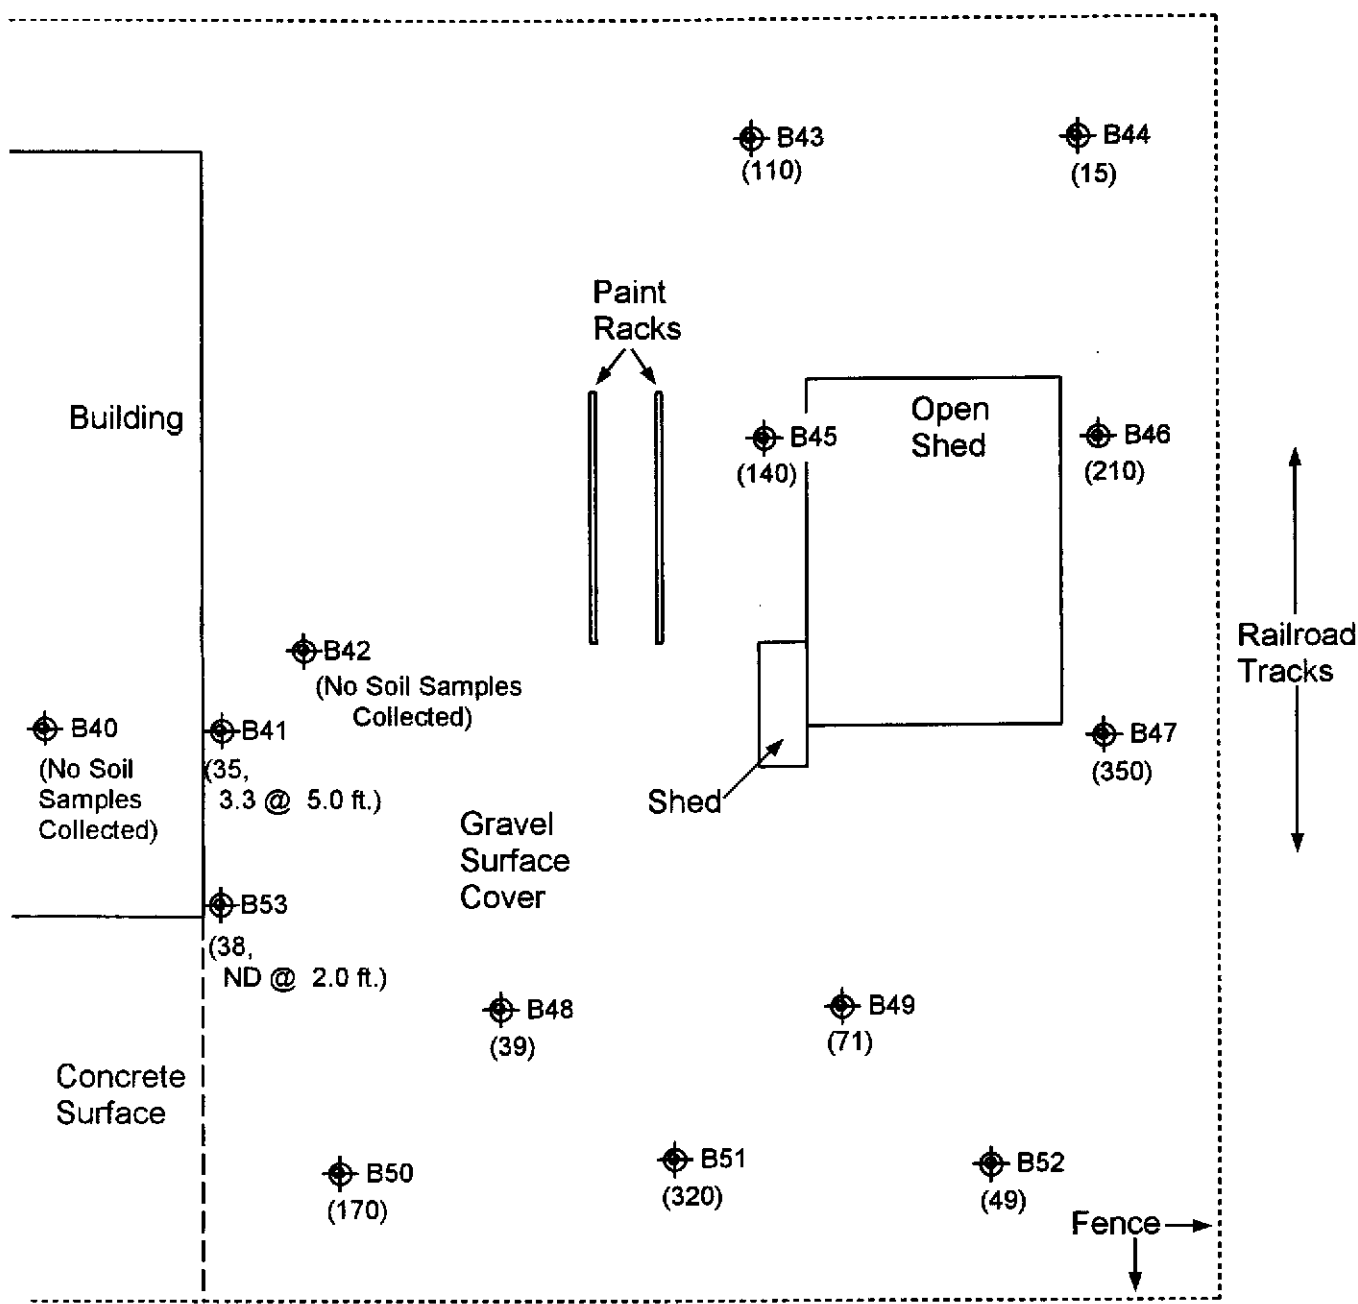 B43
(110)
B44
(15)
Paint
Racks
Building
Open
Shed
B45
(140)
B46
(210)
Railroad
Tracks
B42
(No Soil Samples
Collected)
B40
(No Soil
Samples
Collected)
B41
(35,
3.3 @ 5.0 ft.)
B47
(350)
Shed
Gravel
Surface
Cover
B53
(38,
ND @ 2.0 ft.)
B48
(39)
B49
(71)
Concrete
Surface
B50
(170)
B51
(320)
B52
(49)
Fence